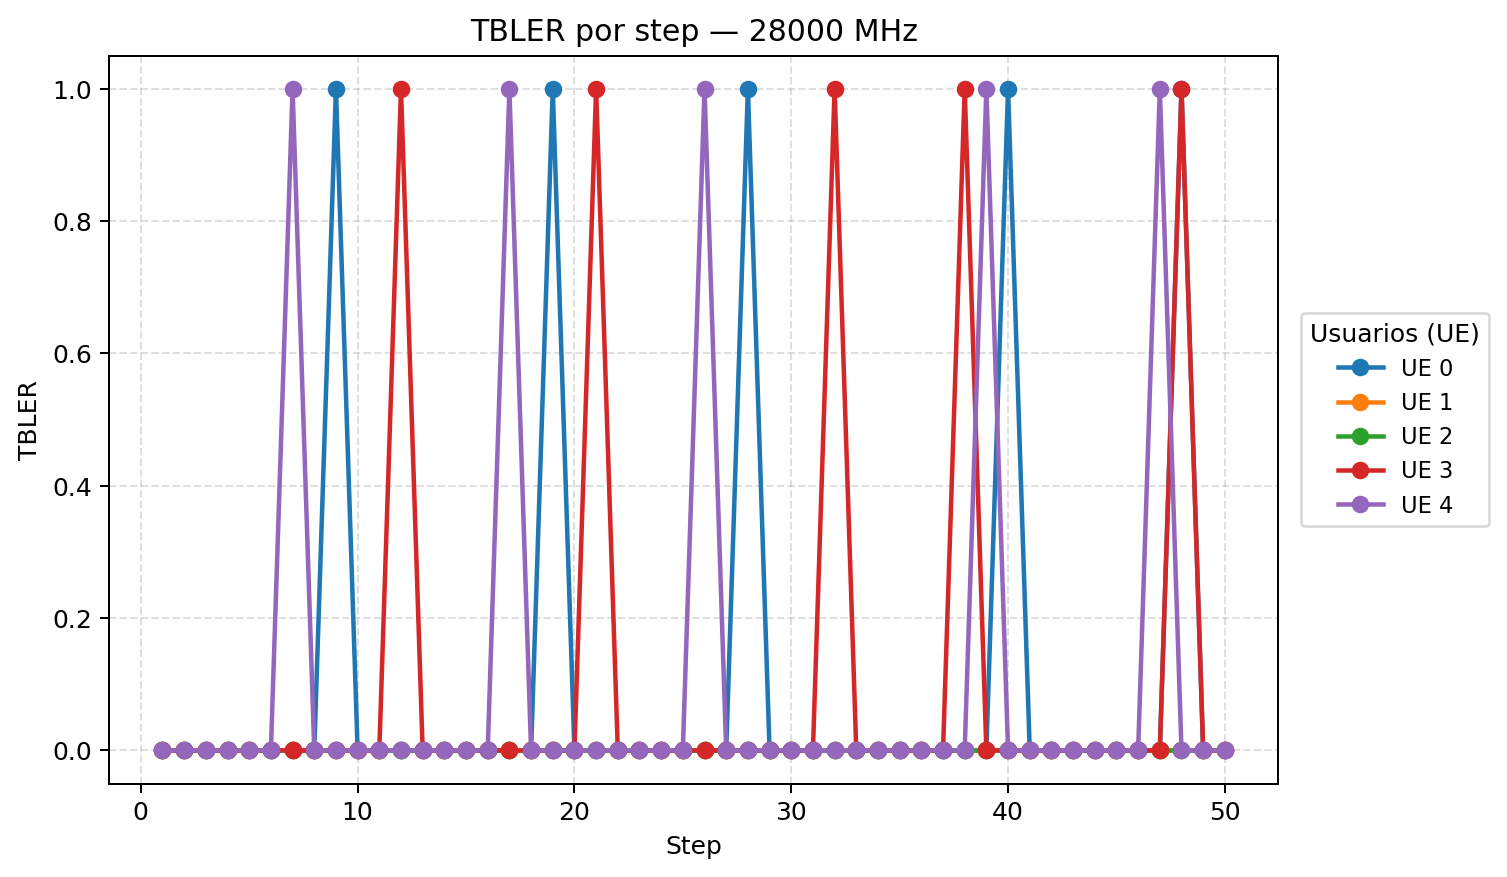 TBLER por step — 28000 MHz
TBLER
1.0
0.8
0.6
0.4
0.2
0.0
0 10 20 30 40 50
Step
Usuarios (UE)
UE 0
UE 1
UE 2
UE 3
UE 4